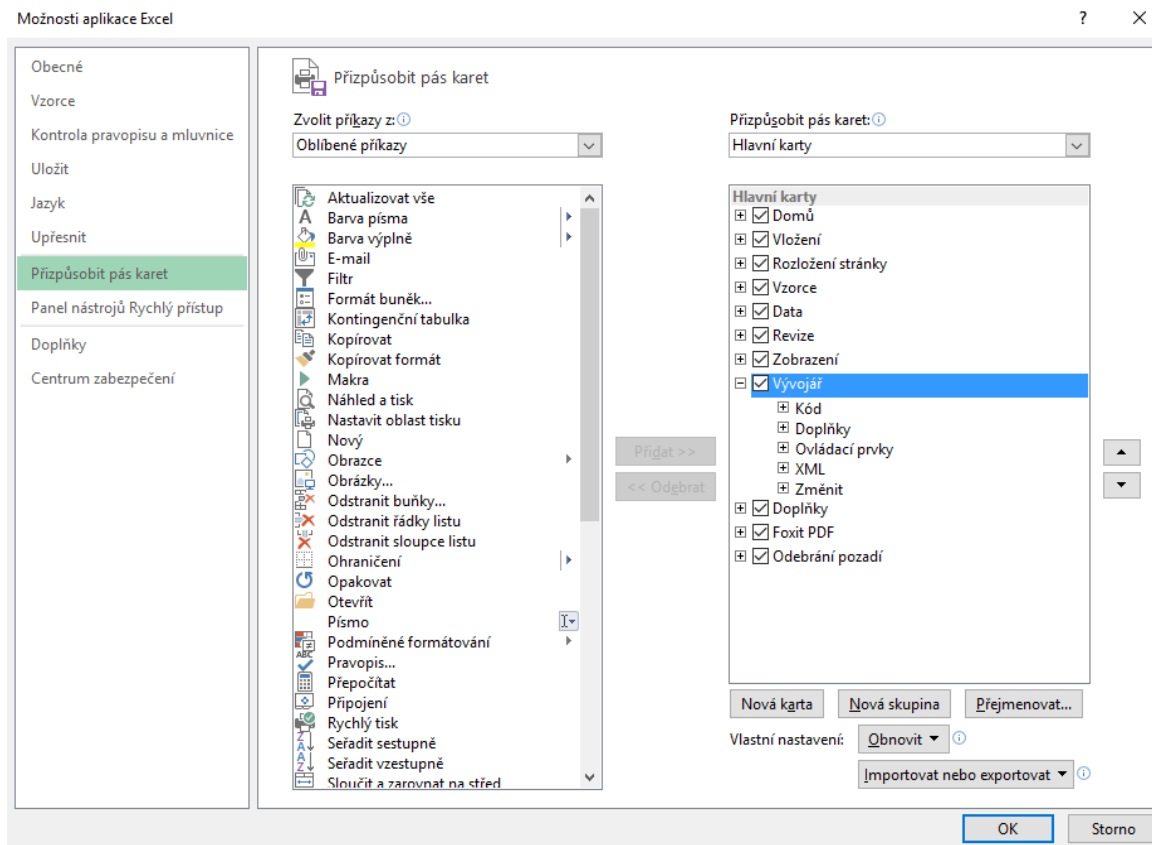 Možnosti aplikace Excel
?
Obecné
Vzorce
Kontrola pravopisu a mluvnice
Uložit
Jazyk
Upřesnit
Přizpůsobit pás karet
Panel nástrojů Rychlý přístup
Doplňky
Centrum zabezpečení
Přizpůsobit pás karet
Zvolit příkazy z:
Oblíbené příkazy
Aktualizovat vše
Barva písma
Barva výplně
E-mail
Filtr
Formát buněk...
Kontingenční tabulka
Kopírovat
Kopírovat formát
Makra
Náhled a tisk
Nastavit oblast tisku
Nový
Obrazce
Obrázky...
Odstranit buňky...
Odstranit řádky listu
Odstranit sloupce listu
Ohraničení
Opakovat
Otevřít
Písmo
Podmíněné formátování
Pravopis...
Přepočítat
Připojení
Rychlý tisk
Seřadit sestupně
Seřadit vzestupně
Sloučit a zarovnat na střed
Přidat >>
<< Odebrat
Přizpůsobit pás karet:
Hlavní karty
Hlavní karty
Domů
Vložení
Rozložení stránky
Vzorce
Data
Revize
Zobrazení
Vývojář
Kód
Doplňky
Ovládací prvky
XML
Změnit
Doplňky
Foxit PDF
Odebrání pozadí
Nová karta
Nová skupina
Přejmenovat...
Vlastní nastavení:
Obnovit
Importovat nebo exportovat
OK
Storno